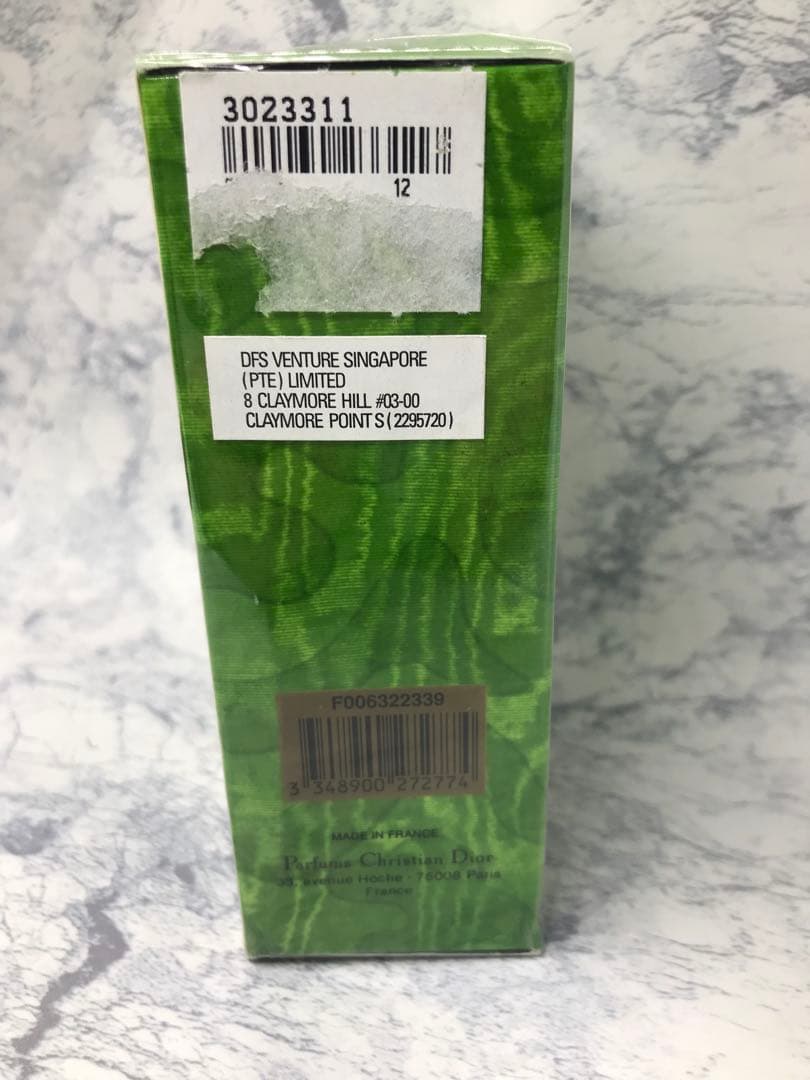 3023311
12
DFS VENTURE SINGAPORE
(PTE) LIMITED
8 CLAYMORE HILL #03-00
CLAYMORE POINT S(2295720)
F006322339
3 348900 272774
MADE IN FRANCE
Parfums Christian Dior
33, avenue Hoche - 75008 Paris
France